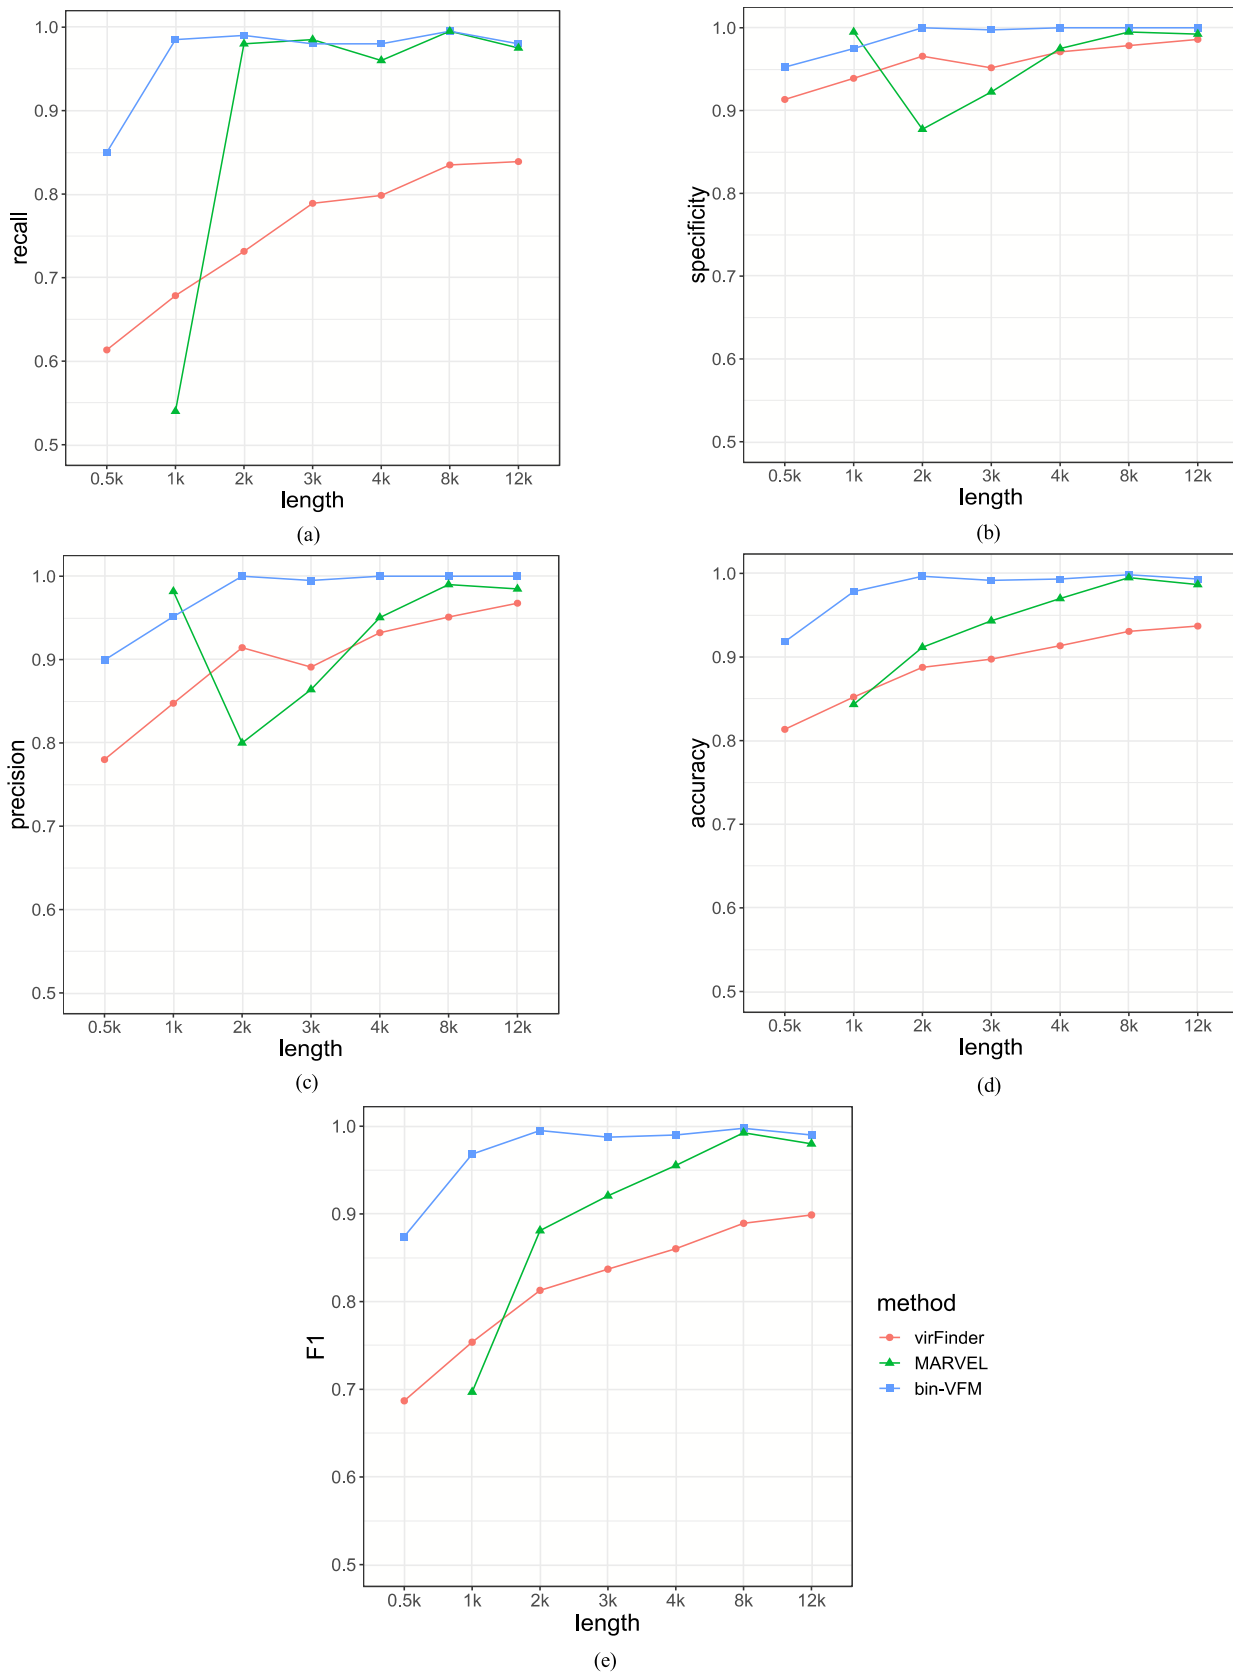 1.0
0.9
0.8
0.7
0.6
0.5
recall
0.5k 1k 2k 3k 4k 8k 12k
length
(a)
1.0
0.9
0.8
0.7
0.6
0.5
specificity
0.5k 1k 2k 3k 4k 8k 12k
length
(b)
1.0
0.9
0.8
0.7
0.6
0.5
precision
0.5k 1k 2k 3k 4k 8k 12k
length
(c)
1.0
0.9
0.8
0.7
0.6
0.5
accuracy
0.5k 1k 2k 3k 4k 8k 12k
length
(d)
1.0
0.9
0.8
0.7
0.6
0.5
F1
0.5k 1k 2k 3k 4k 8k 12k
length
(e)
method
virFinder
MARVEL
bin-VFM